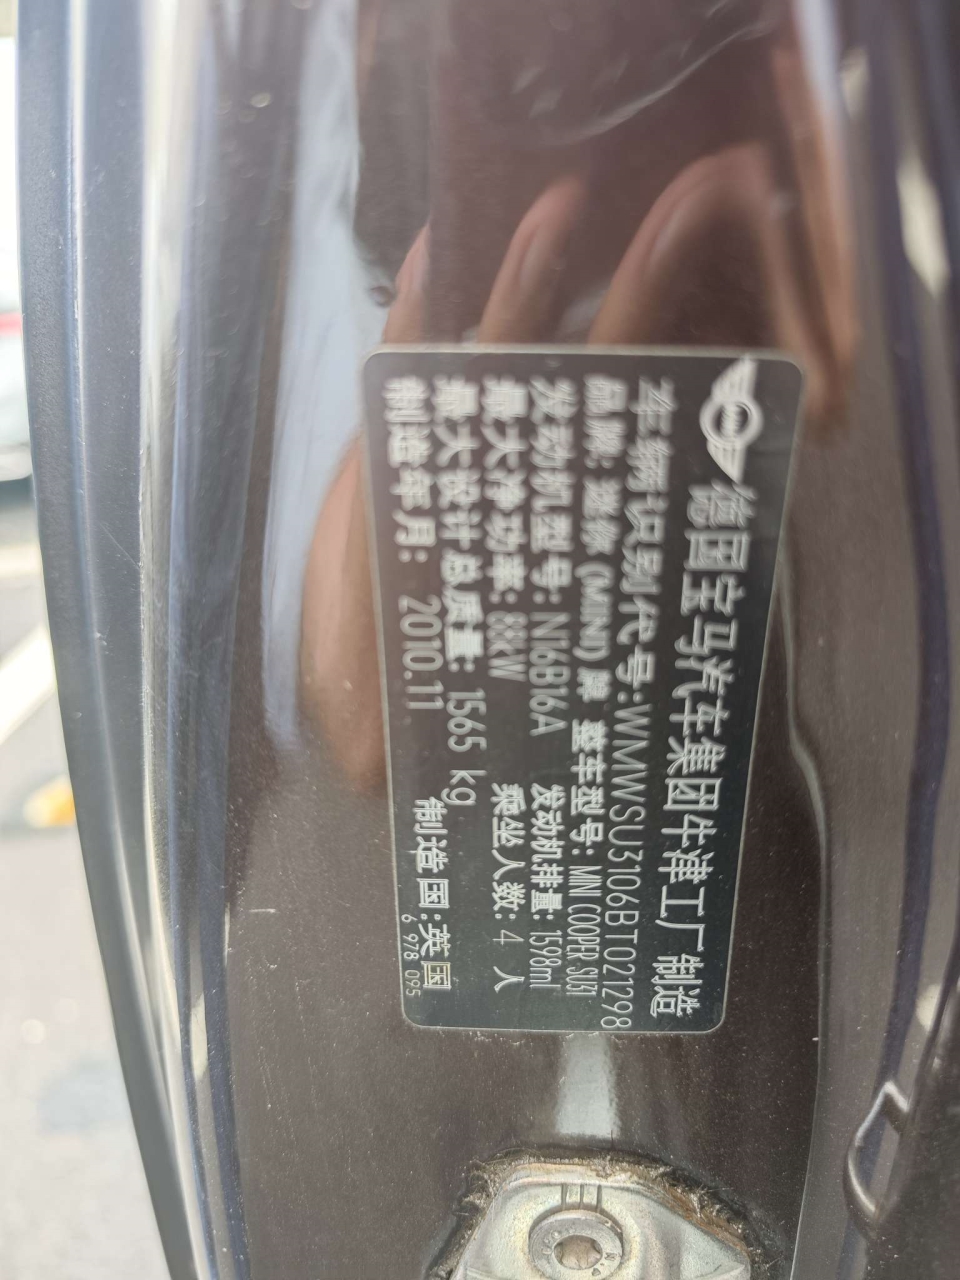 德国宝马汽车集团牛津工厂 制造
车辆识别代号:WMWSU3106BT021298
品牌: 迷你 (MINI) 牌 整车型号: MINI COOPER SU31
发动机型号: N16B16A 发动机排量: 1598ml
最大净功率: 88kW 乘坐人数: 4 人
最大设计总质量: 1565 kg
制造年月: 2010.11 制造国:英国
6 978 095